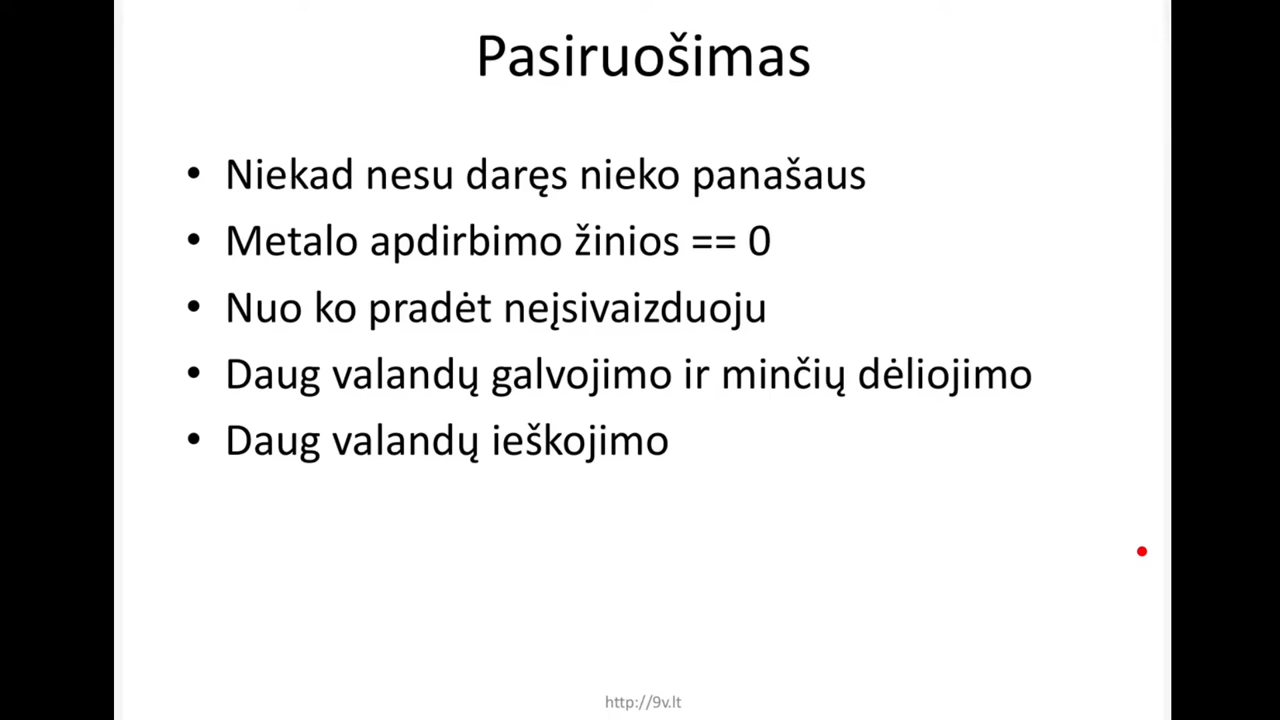 Pasiruošimas
• Niekad nesu daręs nieko panašaus
• Metalo apdirbimo žinios == 0
• Nuo ko pradėt neįsivaizduoju
• Daug valandų galvojimo ir minčių dėliojimo
• Daug valandų ieškojimo
http://9v.lt